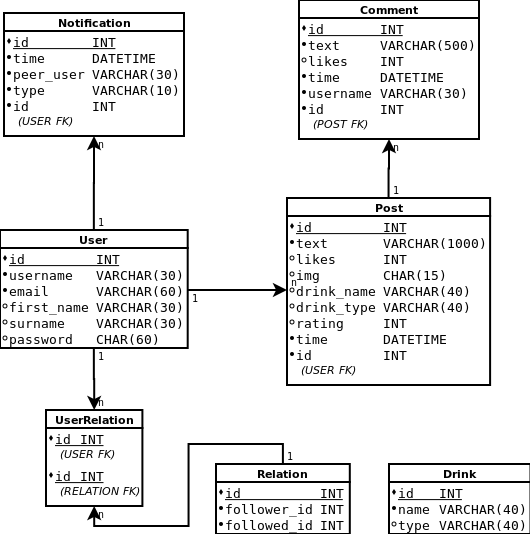 Notification
id INT
time DATETIME
peer_user VARCHAR(30)
type VARCHAR(10)
id INT
(USER FK)
n
1
Comment
id INT
text VARCHAR(500)
likes INT
time DATETIME
username VARCHAR(30)
id INT
(POST FK)
n
1
User
id INT
username VARCHAR(30)
email VARCHAR(60)
first_name VARCHAR(30)
surname VARCHAR(30)
password CHAR(60)
1
n
1
n
Post
id INT
text VARCHAR(1000)
likes INT
img CHAR(15)
drink_name VARCHAR(40)
drink_type VARCHAR(40)
rating INT
time DATETIME
id INT
(USER FK)
UserRelation
id INT
(USER FK)
id INT
(RELATION FK)
n
1
Relation
id INT
follower_id INT
followed_id INT
Drink
id INT
name VARCHAR(40)
type VARCHAR(40)